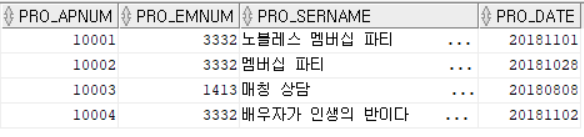 PRO_APNUM PRO_EMNUM PRO_SERNAME PRO_DATE
10001 3332 노블레스 멤버십 파티 ... 20181101
10002 3332 멤버십 파티 ... 20181028
10003 1413 매칭 상담 ... 20180808
10004 3332 배우자가 인생의 반이다 ... 20181102